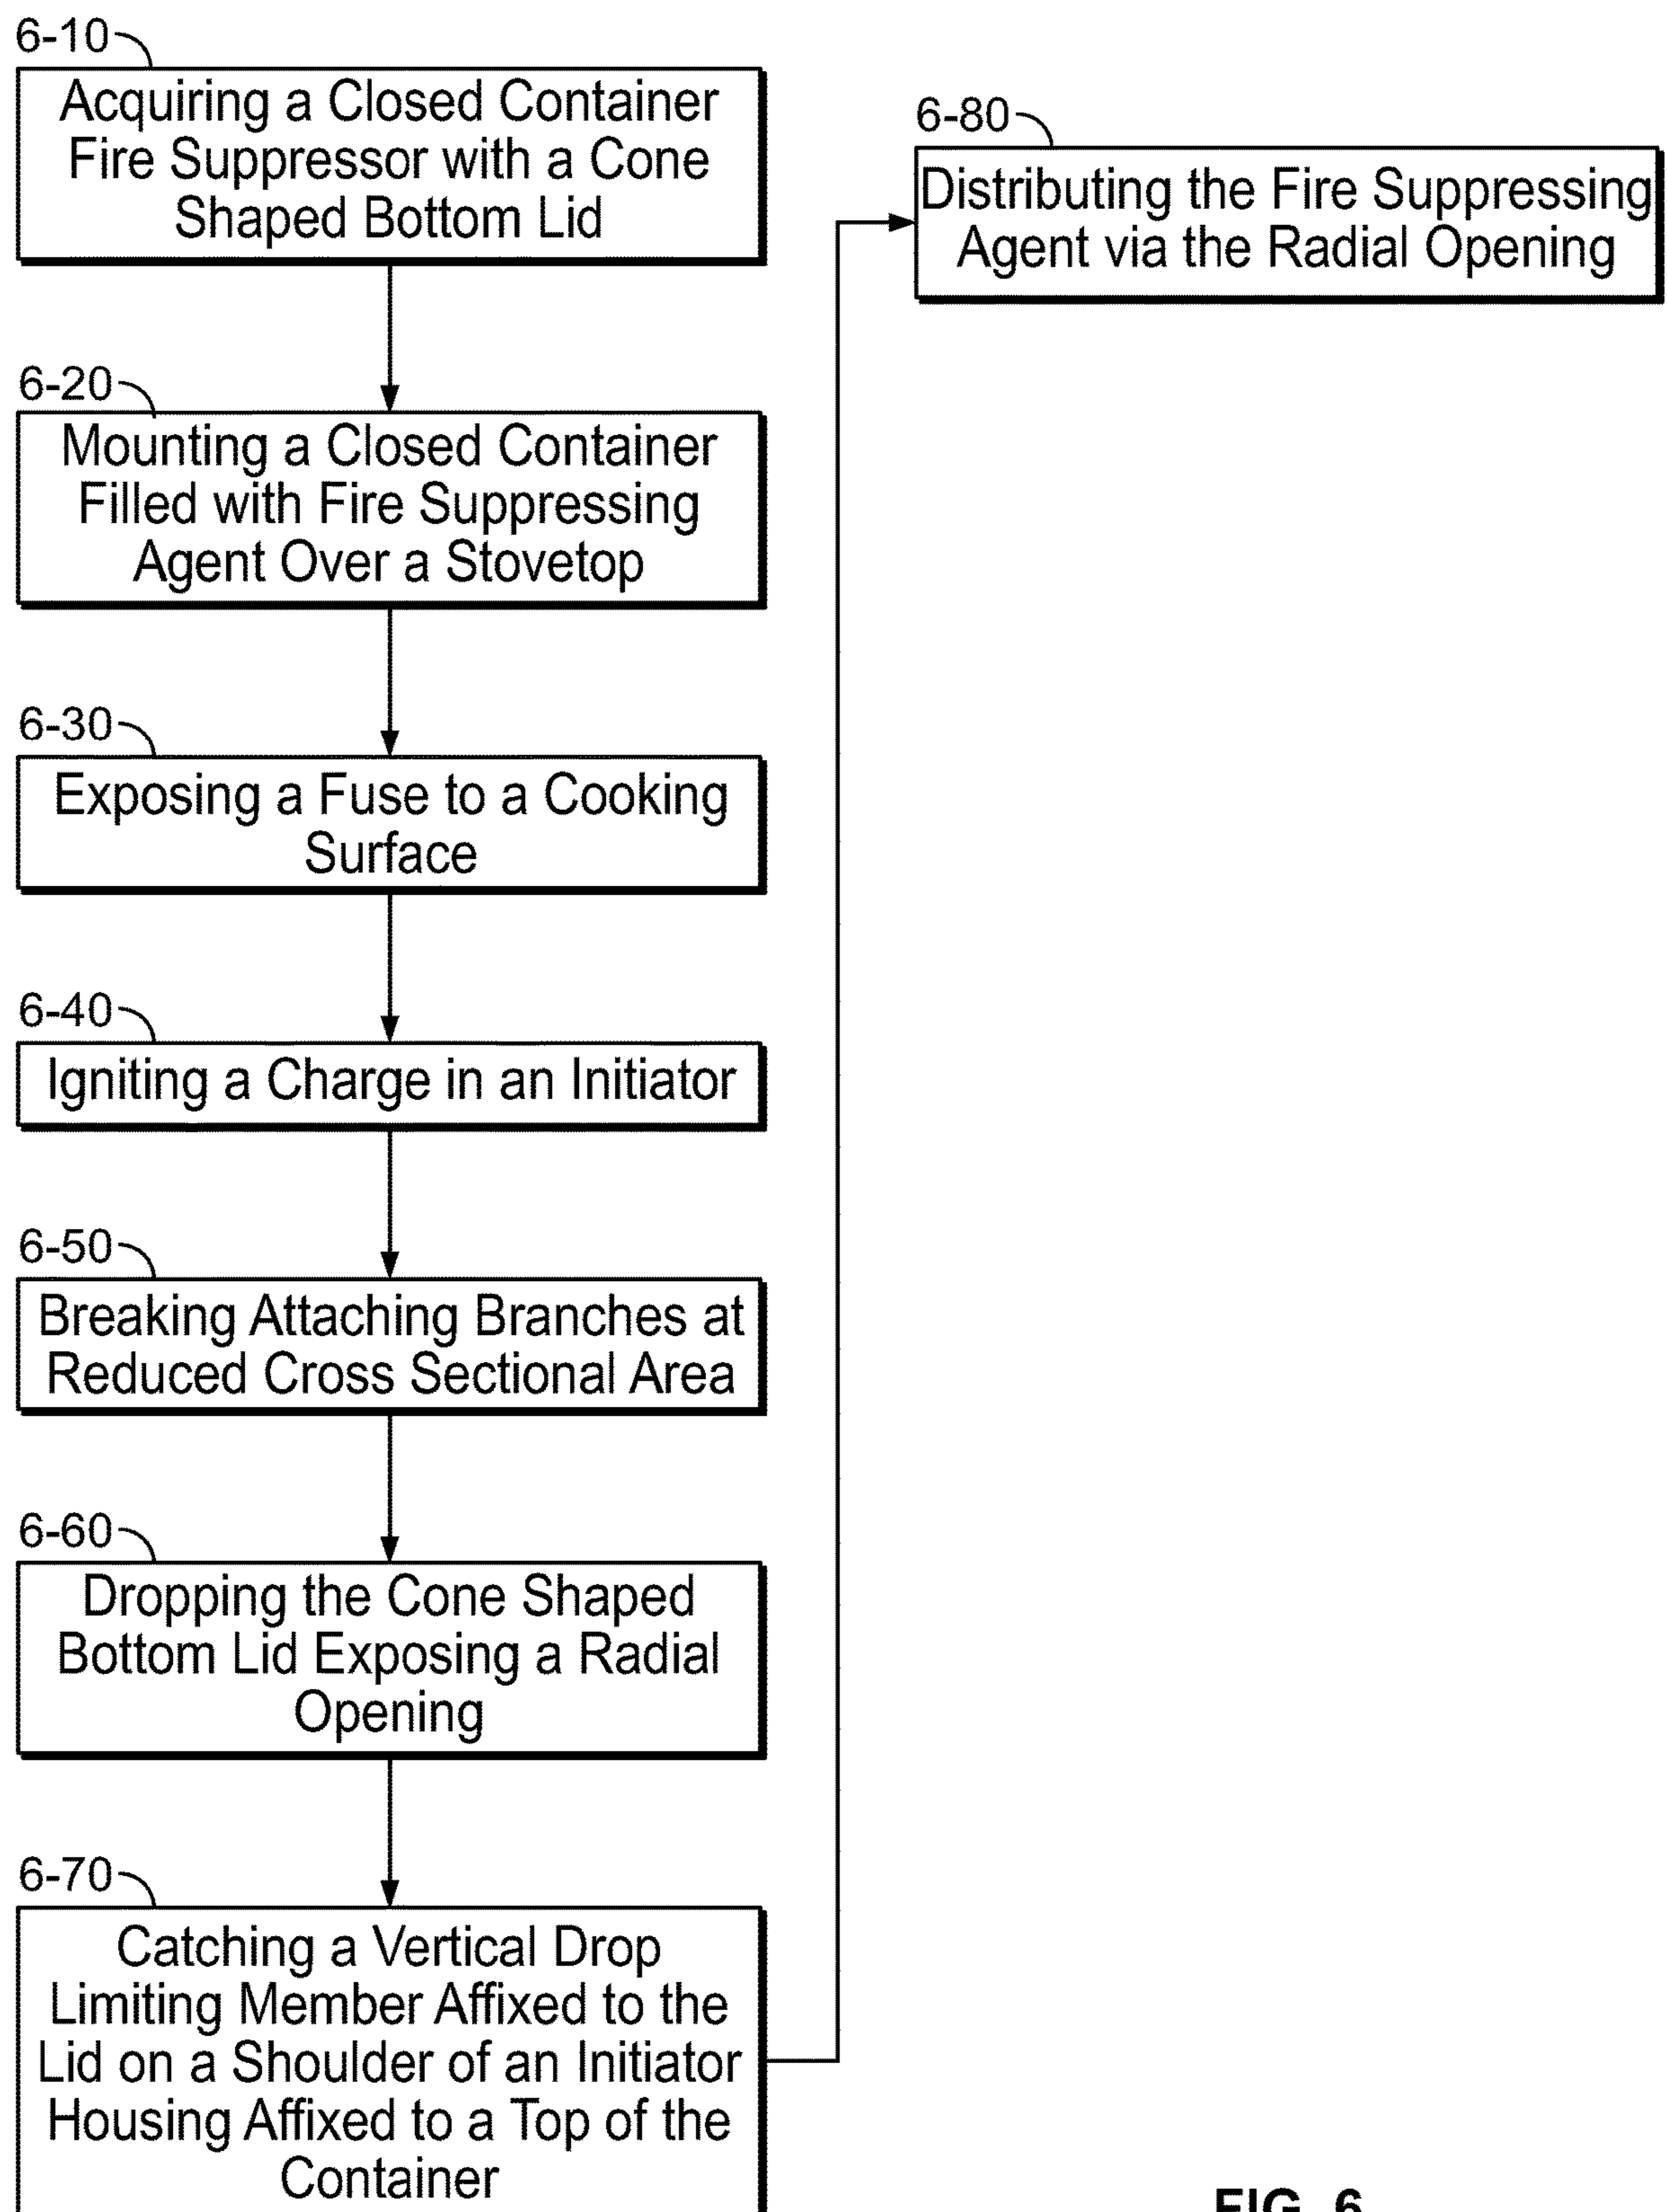 6-10
Acquiring a Closed Container
Fire Suppressor with a Cone
Shaped Bottom Lid
6-20
Mounting a Closed Container
Filled with Fire Suppressing
Agent Over a Stovetop
6-30
Exposing a Fuse to a Cooking
Surface
6-40
Igniting a Charge in an Initiator
6-50
Breaking Attaching Branches at
Reduced Cross Sectional Area
6-60
Dropping the Cone Shaped
Bottom Lid Exposing a Radial
Opening
6-70
Catching a Vertical Drop
Limiting Member Affixed to the
Lid on a Shoulder of an Initiator
Housing Affixed to a Top of the
Container
6-80
Distributing the Fire Suppressing
Agent via the Radial Opening
FIG. 6